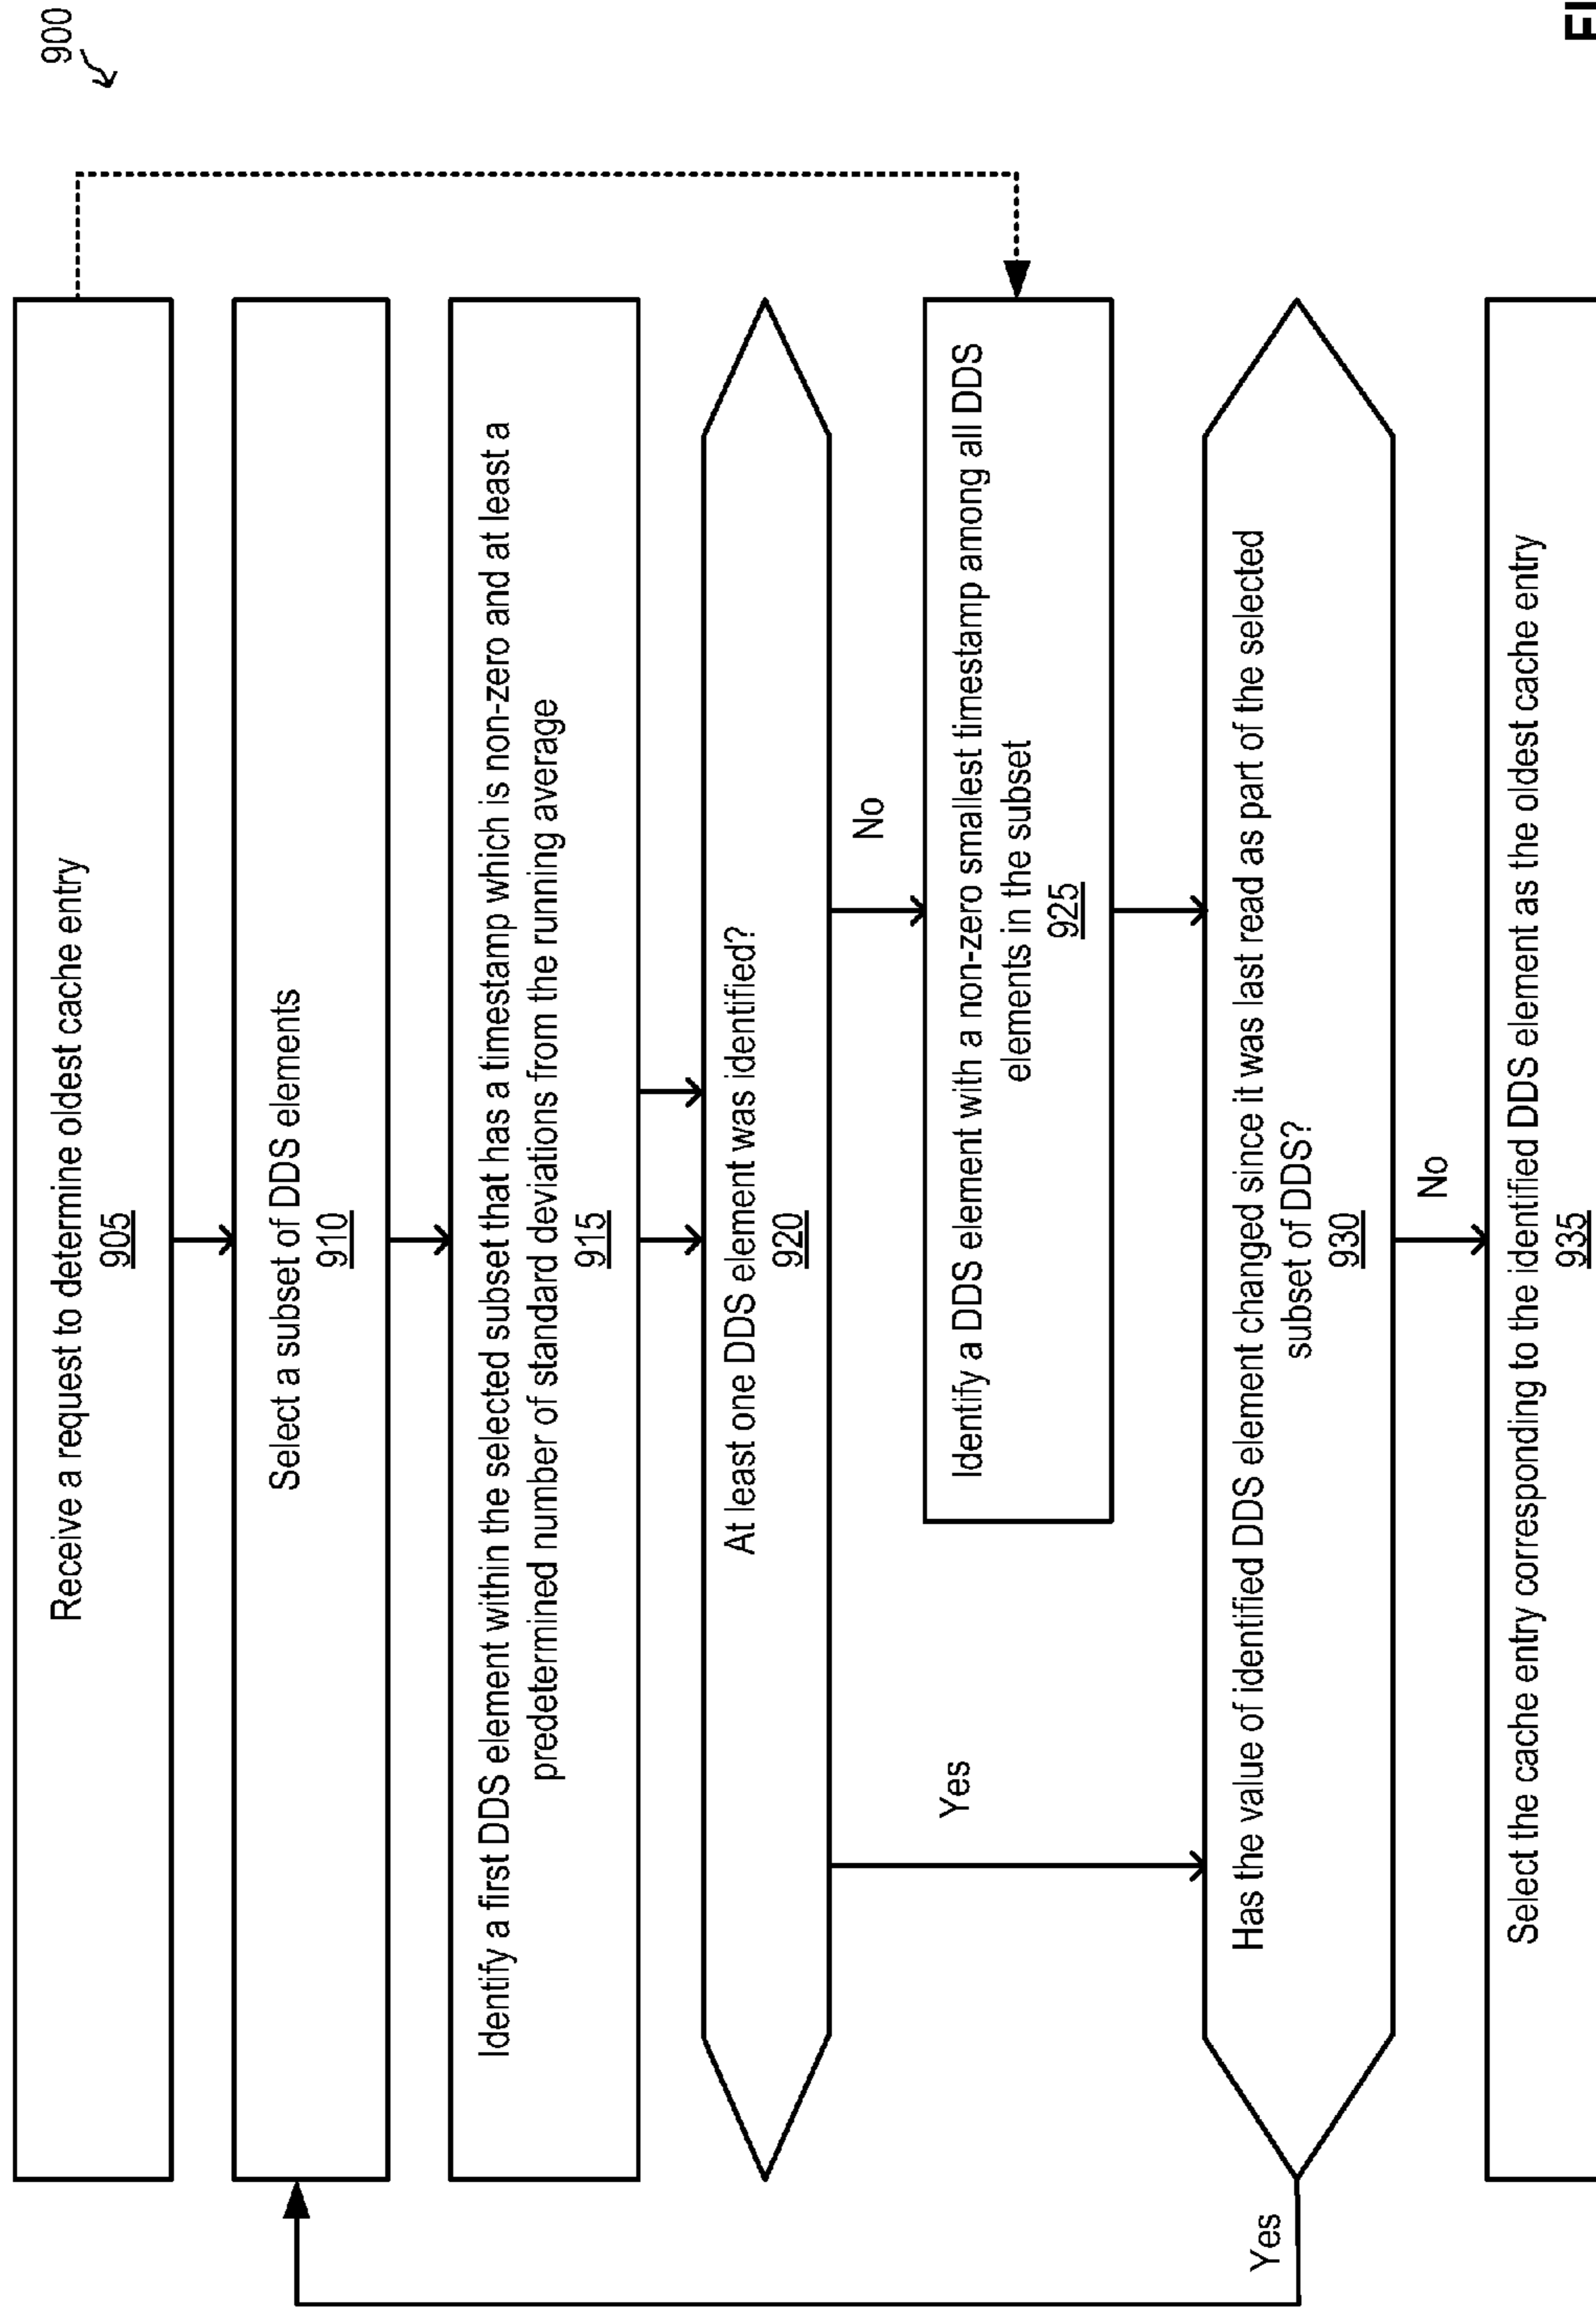 900
Receive a request to determine oldest cache entry
905
Select a subset of DDS elements
910
Identify a first DDS element within the selected subset that has a timestamp which is non-zero and at least a
predetermined number of standard deviations from the running average
915
At least one DDS element was identified?
920
No
Yes
Identify a DDS element with a non-zero smallest timestamp among all DDS
elements in the subset
925
Has the value of identified DDS element changed since it was last read as part of the selected
subset of DDS?
930
Yes
No
Select the cache entry corresponding to the identified DDS element as the oldest cache entry
935